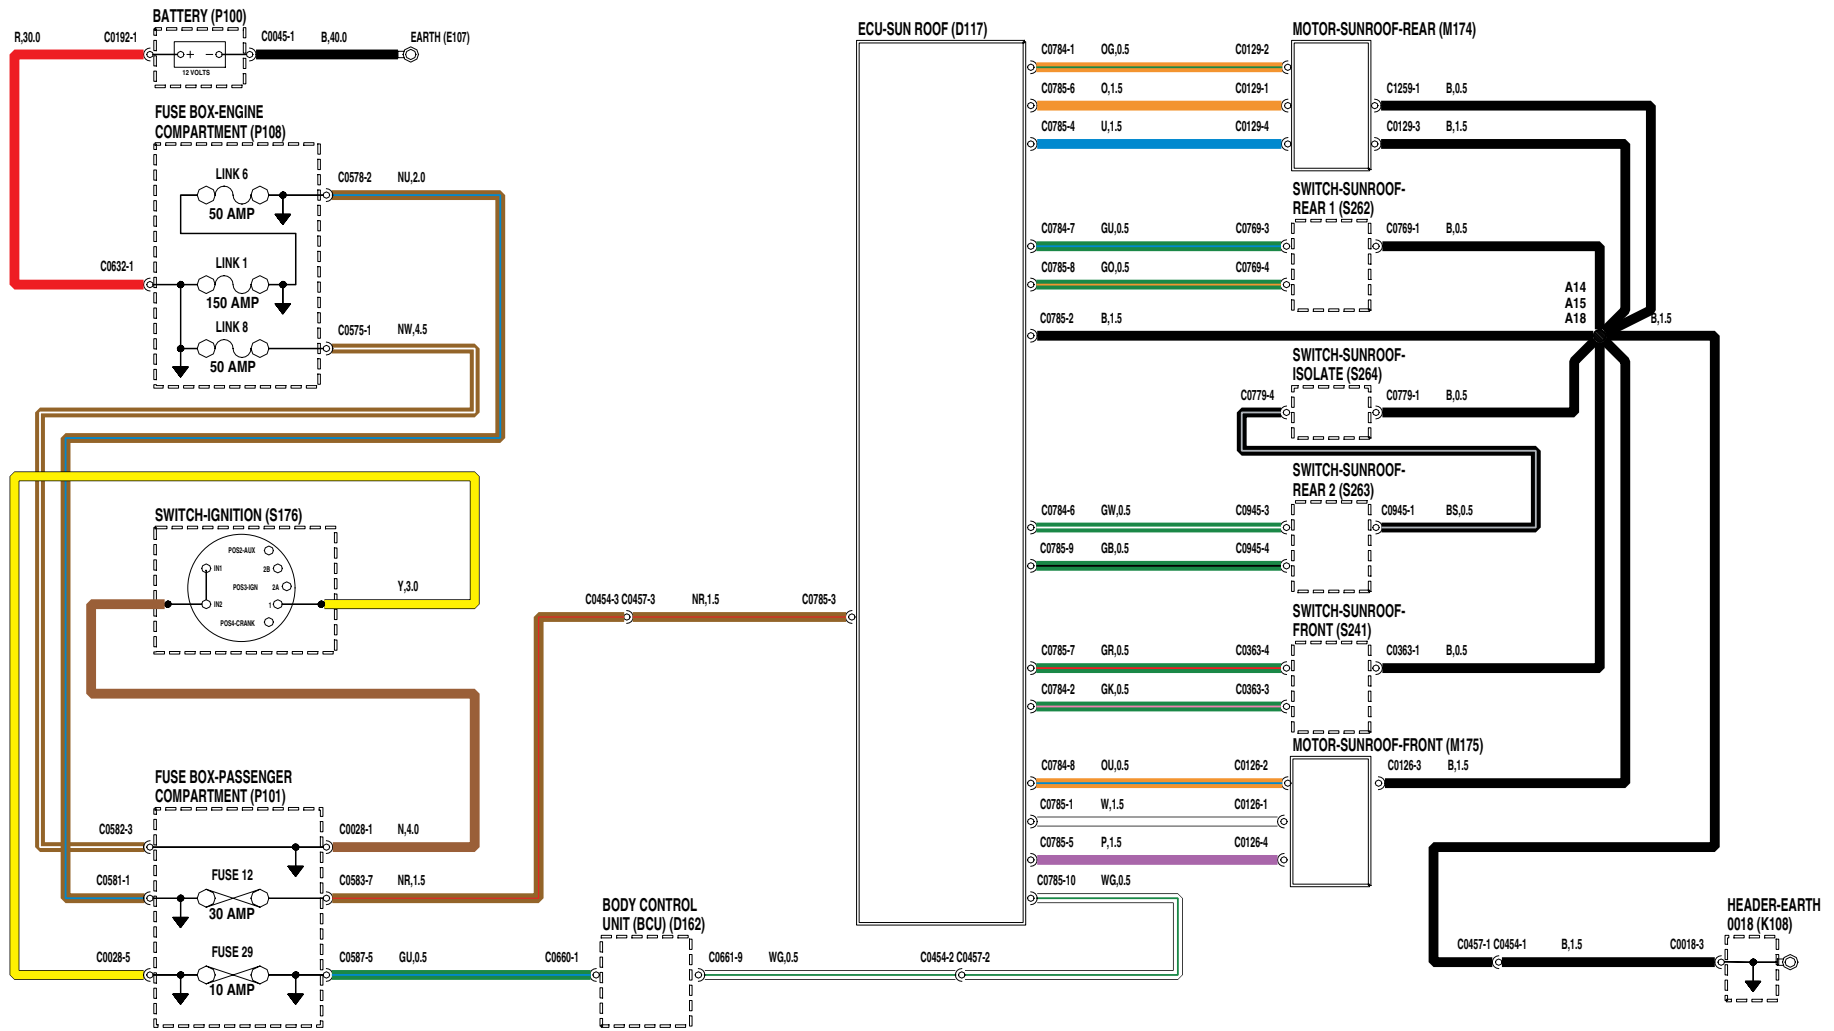 BATTERY (P100)
R,30.0
C0192-1
C0045-1
B,40.0
EARTH (E107)
+
−
12 VOLTS
FUSE BOX-ENGINE
COMPARTMENT (P108)
LINK 6
50 AMP
C0578-2
NU,2.0
C0632-1
LINK 1
150 AMP
LINK 8
50 AMP
C0575-1
NW,4.5
SWITCH-IGNITION (S176)
POS2-AUX
IN1
2B
POS3-IGN
2A
IN2
1
POS4-CRANK
Y,3.0
FUSE BOX-PASSENGER
COMPARTMENT (P101)
C0582-3
C0028-1
N,4.0
C0581-1
FUSE 12
30 AMP
C0583-7
NR,1.5
C0028-5
FUSE 29
10 AMP
C0587-5
GU,0.5
C0660-1
BODY CONTROL
UNIT (BCU) (D162)
C0661-9
WG,0.5
C0454-2 C0457-2
C0454-3 C0457-3
NR,1.5
C0785-3
ECU-SUN ROOF (D117)
C0784-1
OG,0.5
C0129-2
C0785-6
O,1.5
C0129-1
C0785-4
U,1.5
C0129-4
MOTOR-SUNROOF-REAR (M174)
C1259-1
B,0.5
C0129-3
B,1.5
SWITCH-SUNROOF-
REAR 1 (S262)
C0784-7
GU,0.5
C0769-3
C0769-1
B,0.5
C0785-8
GO,0.5
C0769-4
A14
A15
A18
C0785-2
B,1.5
B,1.5
SWITCH-SUNROOF-
ISOLATE (S264)
C0779-4
C0779-1
B,0.5
SWITCH-SUNROOF-
REAR 2 (S263)
C0784-6
GW,0.5
C0945-3
C0945-1
BS,0.5
C0785-9
GB,0.5
C0945-4
SWITCH-SUNROOF-
FRONT (S241)
C0785-7
GR,0.5
C0363-4
C0363-1
B,0.5
C0784-2
GK,0.5
C0363-3
MOTOR-SUNROOF-FRONT (M175)
C0784-8
OU,0.5
C0126-2
C0126-3
B,1.5
C0785-1
W,1.5
C0126-1
C0785-5
P,1.5
C0126-4
C0785-10
WG,0.5
HEADER-EARTH
0018 (K108)
C0457-1 C0454-1
B,1.5
C0018-3